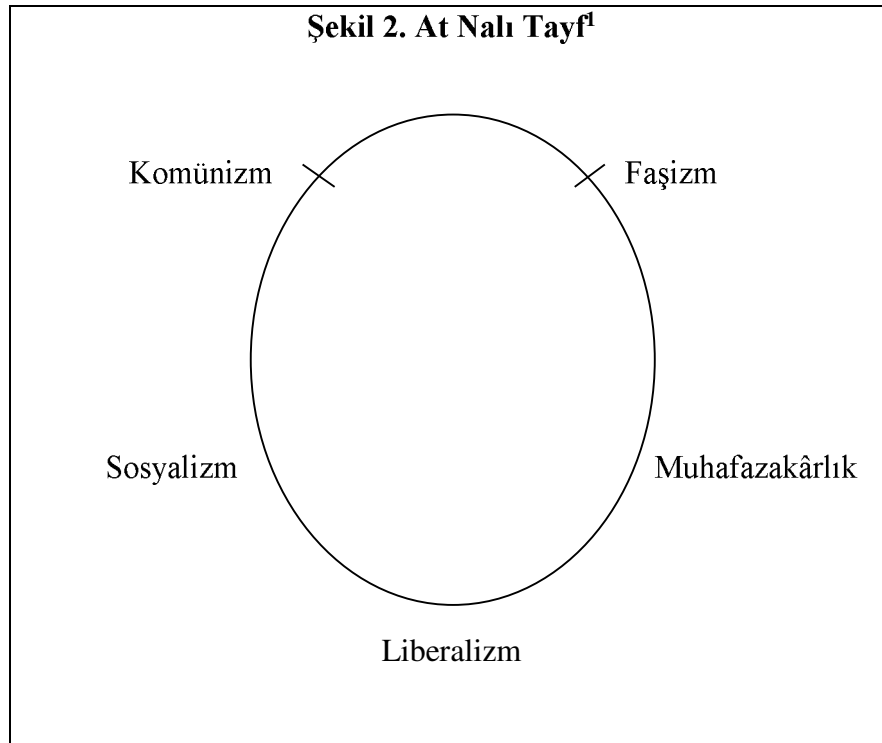 Şekil 2. At Nalı Tayf¹
Komünizm Faşizm
Sosyalizm Muhafazakârlık
Liberalizm